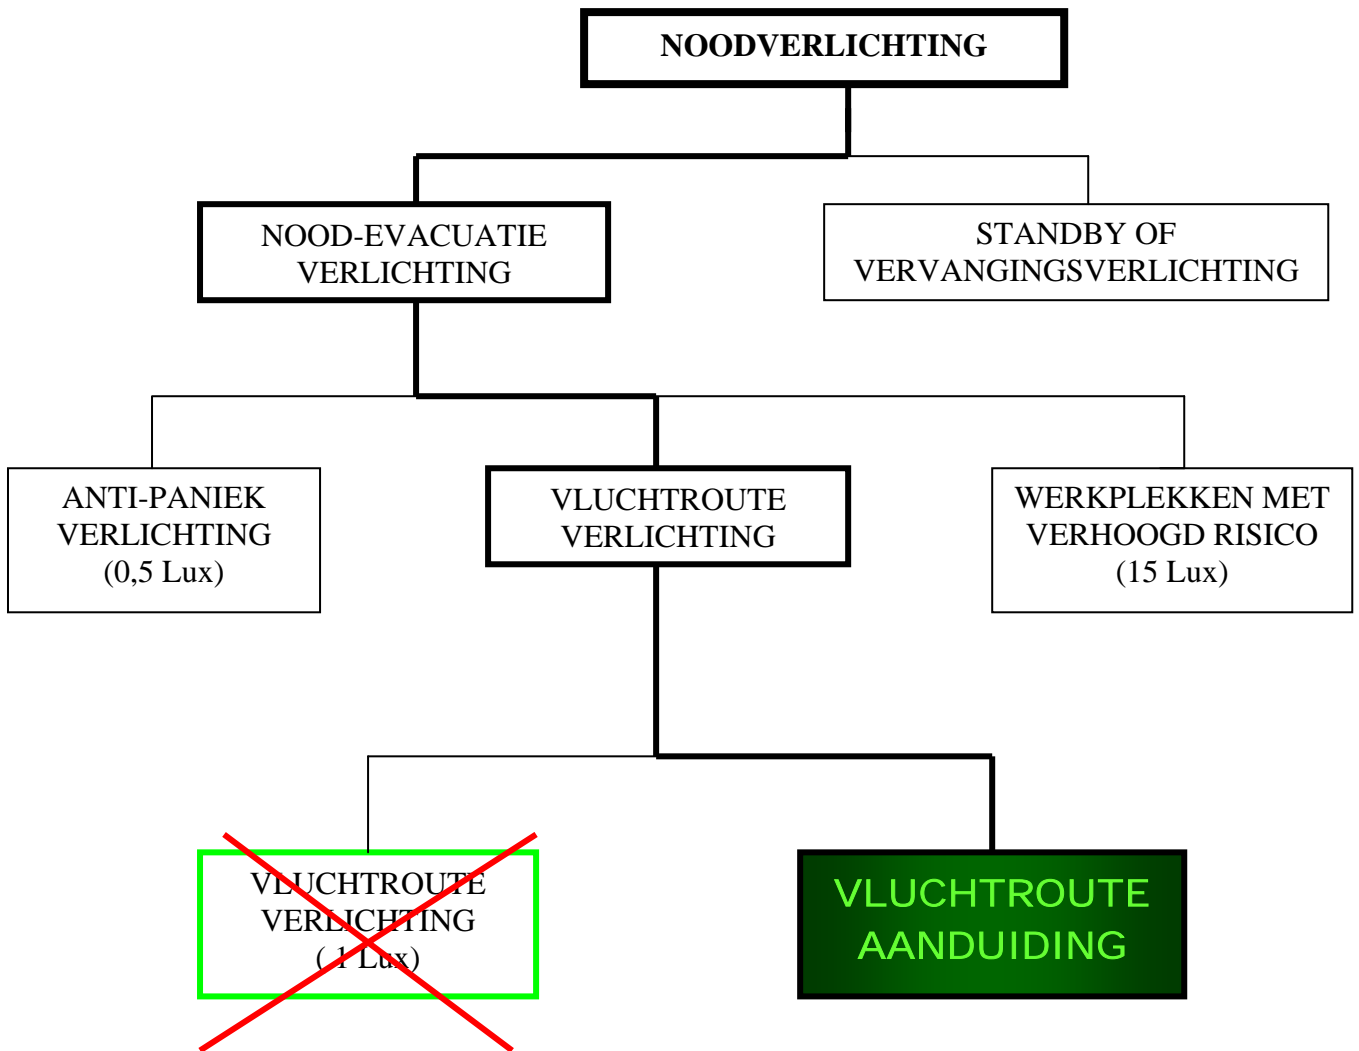 NOODVERLICHTING
NOOD-EVACUATIE
VERLICHTING
STANDBY OF
VERVANGINGSVERLICHTING
ANTI-PANIEK
VERLICHTING
(0,5 Lux)
VLUCHTROUTE
VERLICHTING
WERKPLEKKEN MET
VERHOOGD RISICO
(15 Lux)
VLUCHTROUTE
VERLICHTING
( 1 Lux)
VLUCHTROUTE
AANDUIDING